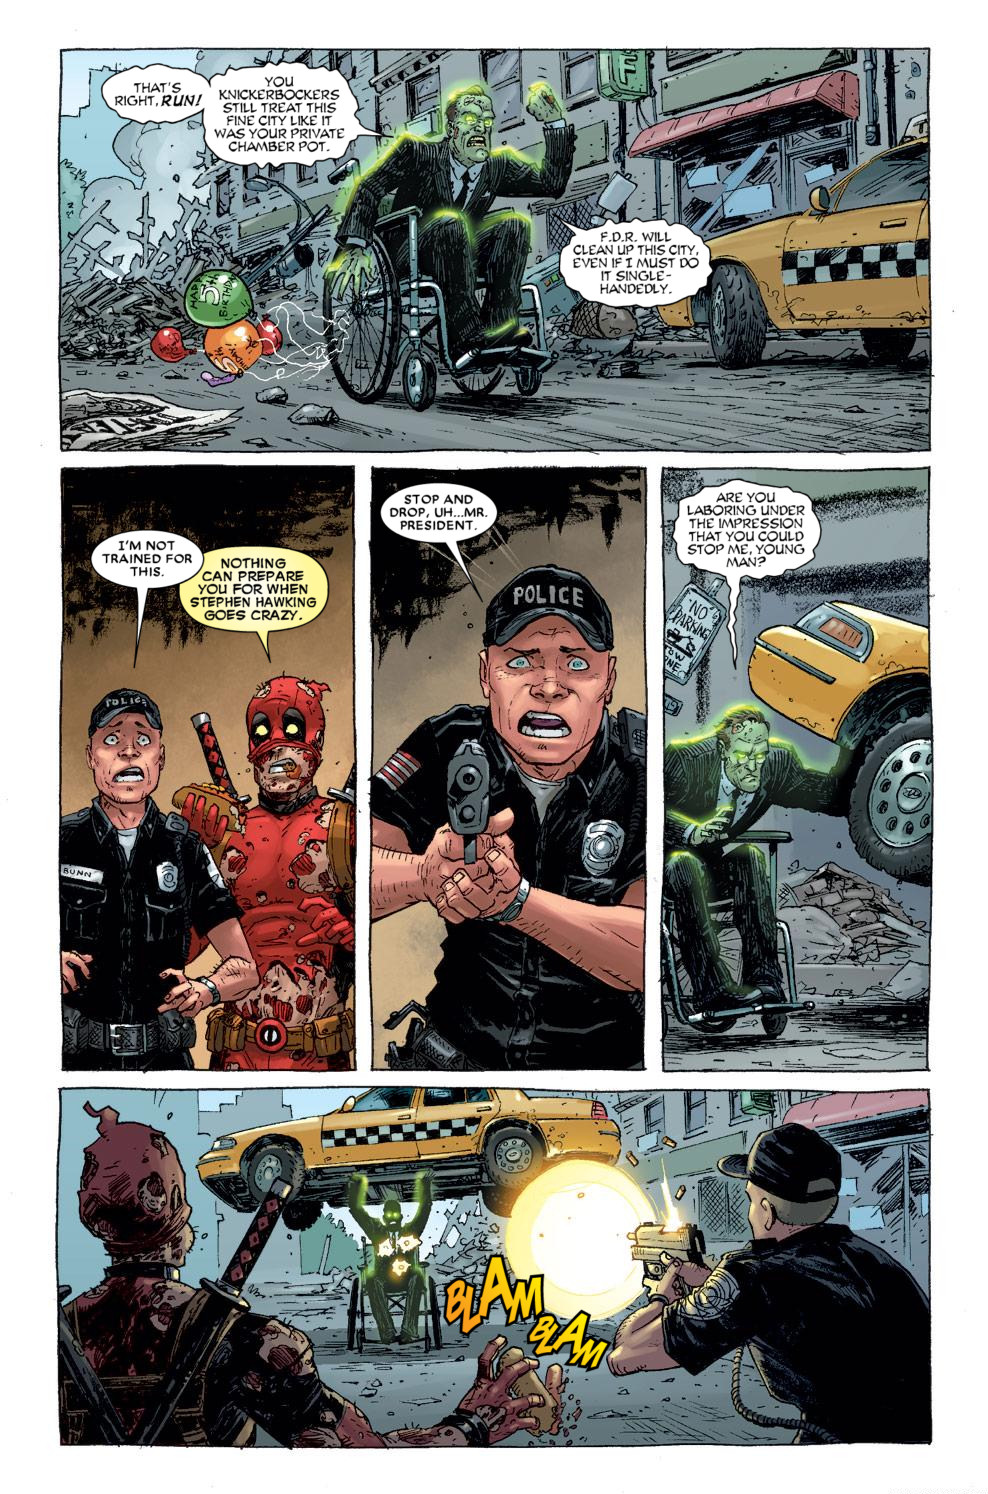 THAT'S
RIGHT, RUN!
YOU
KNICKERBOCKERS
STILL TREAT THIS
FINE CITY LIKE IT
WAS YOUR PRIVATE
CHAMBER POT.
F.D.R. WILL
CLEAN UP THIS CITY,
EVEN IF I MUST DO
IT SINGLE-
HANDEDLY.
I'M NOT
TRAINED FOR
THIS.
NOTHING
CAN PREPARE
YOU FOR WHEN
STEPHEN HAWKING
GOES CRAZY.
POLICE
BUNN
STOP AND
DROP, UH...MR.
PRESIDENT.
POLICE
ARE YOU
LABORING UNDER
THE IMPRESSION
THAT YOU COULD
STOP ME, YOUNG
MAN?
NO
PARKING
TOW
BLAM
BLAM